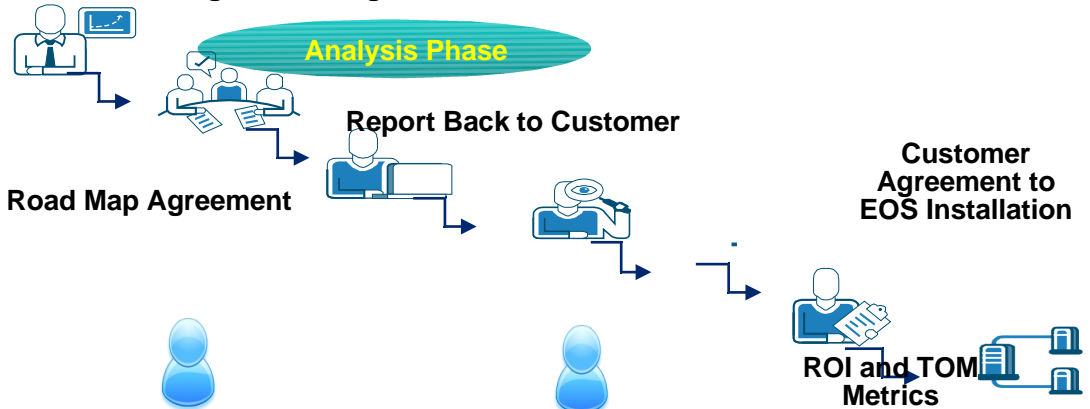 Analysis Phase
Report Back to Customer
Customer
Agreement to
EOS Installation
Road Map Agreement
ROI and TOM
Metrics